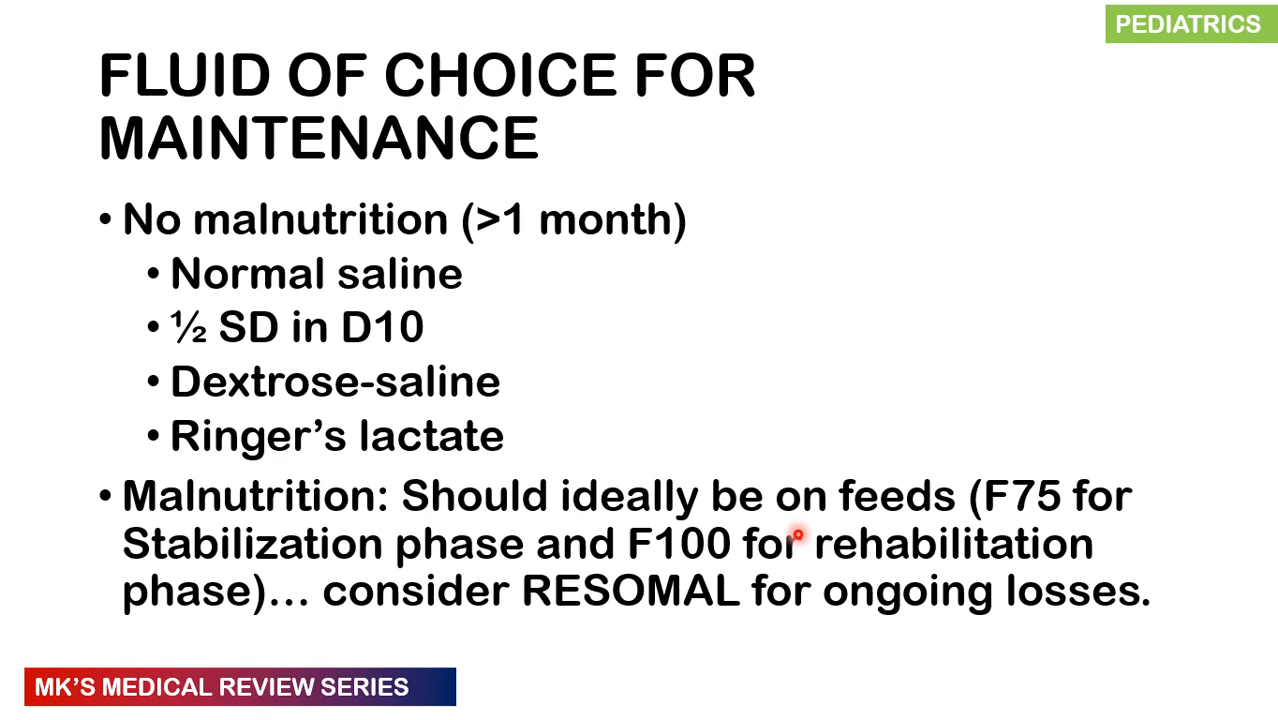 PEDIATRICS
FLUID OF CHOICE FOR
MAINTENANCE
• No malnutrition (>1 month)
• Normal saline
• ½ SD in D10
• Dextrose-saline
• Ringer’s lactate
• Malnutrition: Should ideally be on feeds (F75 for
Stabilization phase and F100 for rehabilitation
phase)… consider RESOMAL for ongoing losses.
MK’S MEDICAL REVIEW SERIES